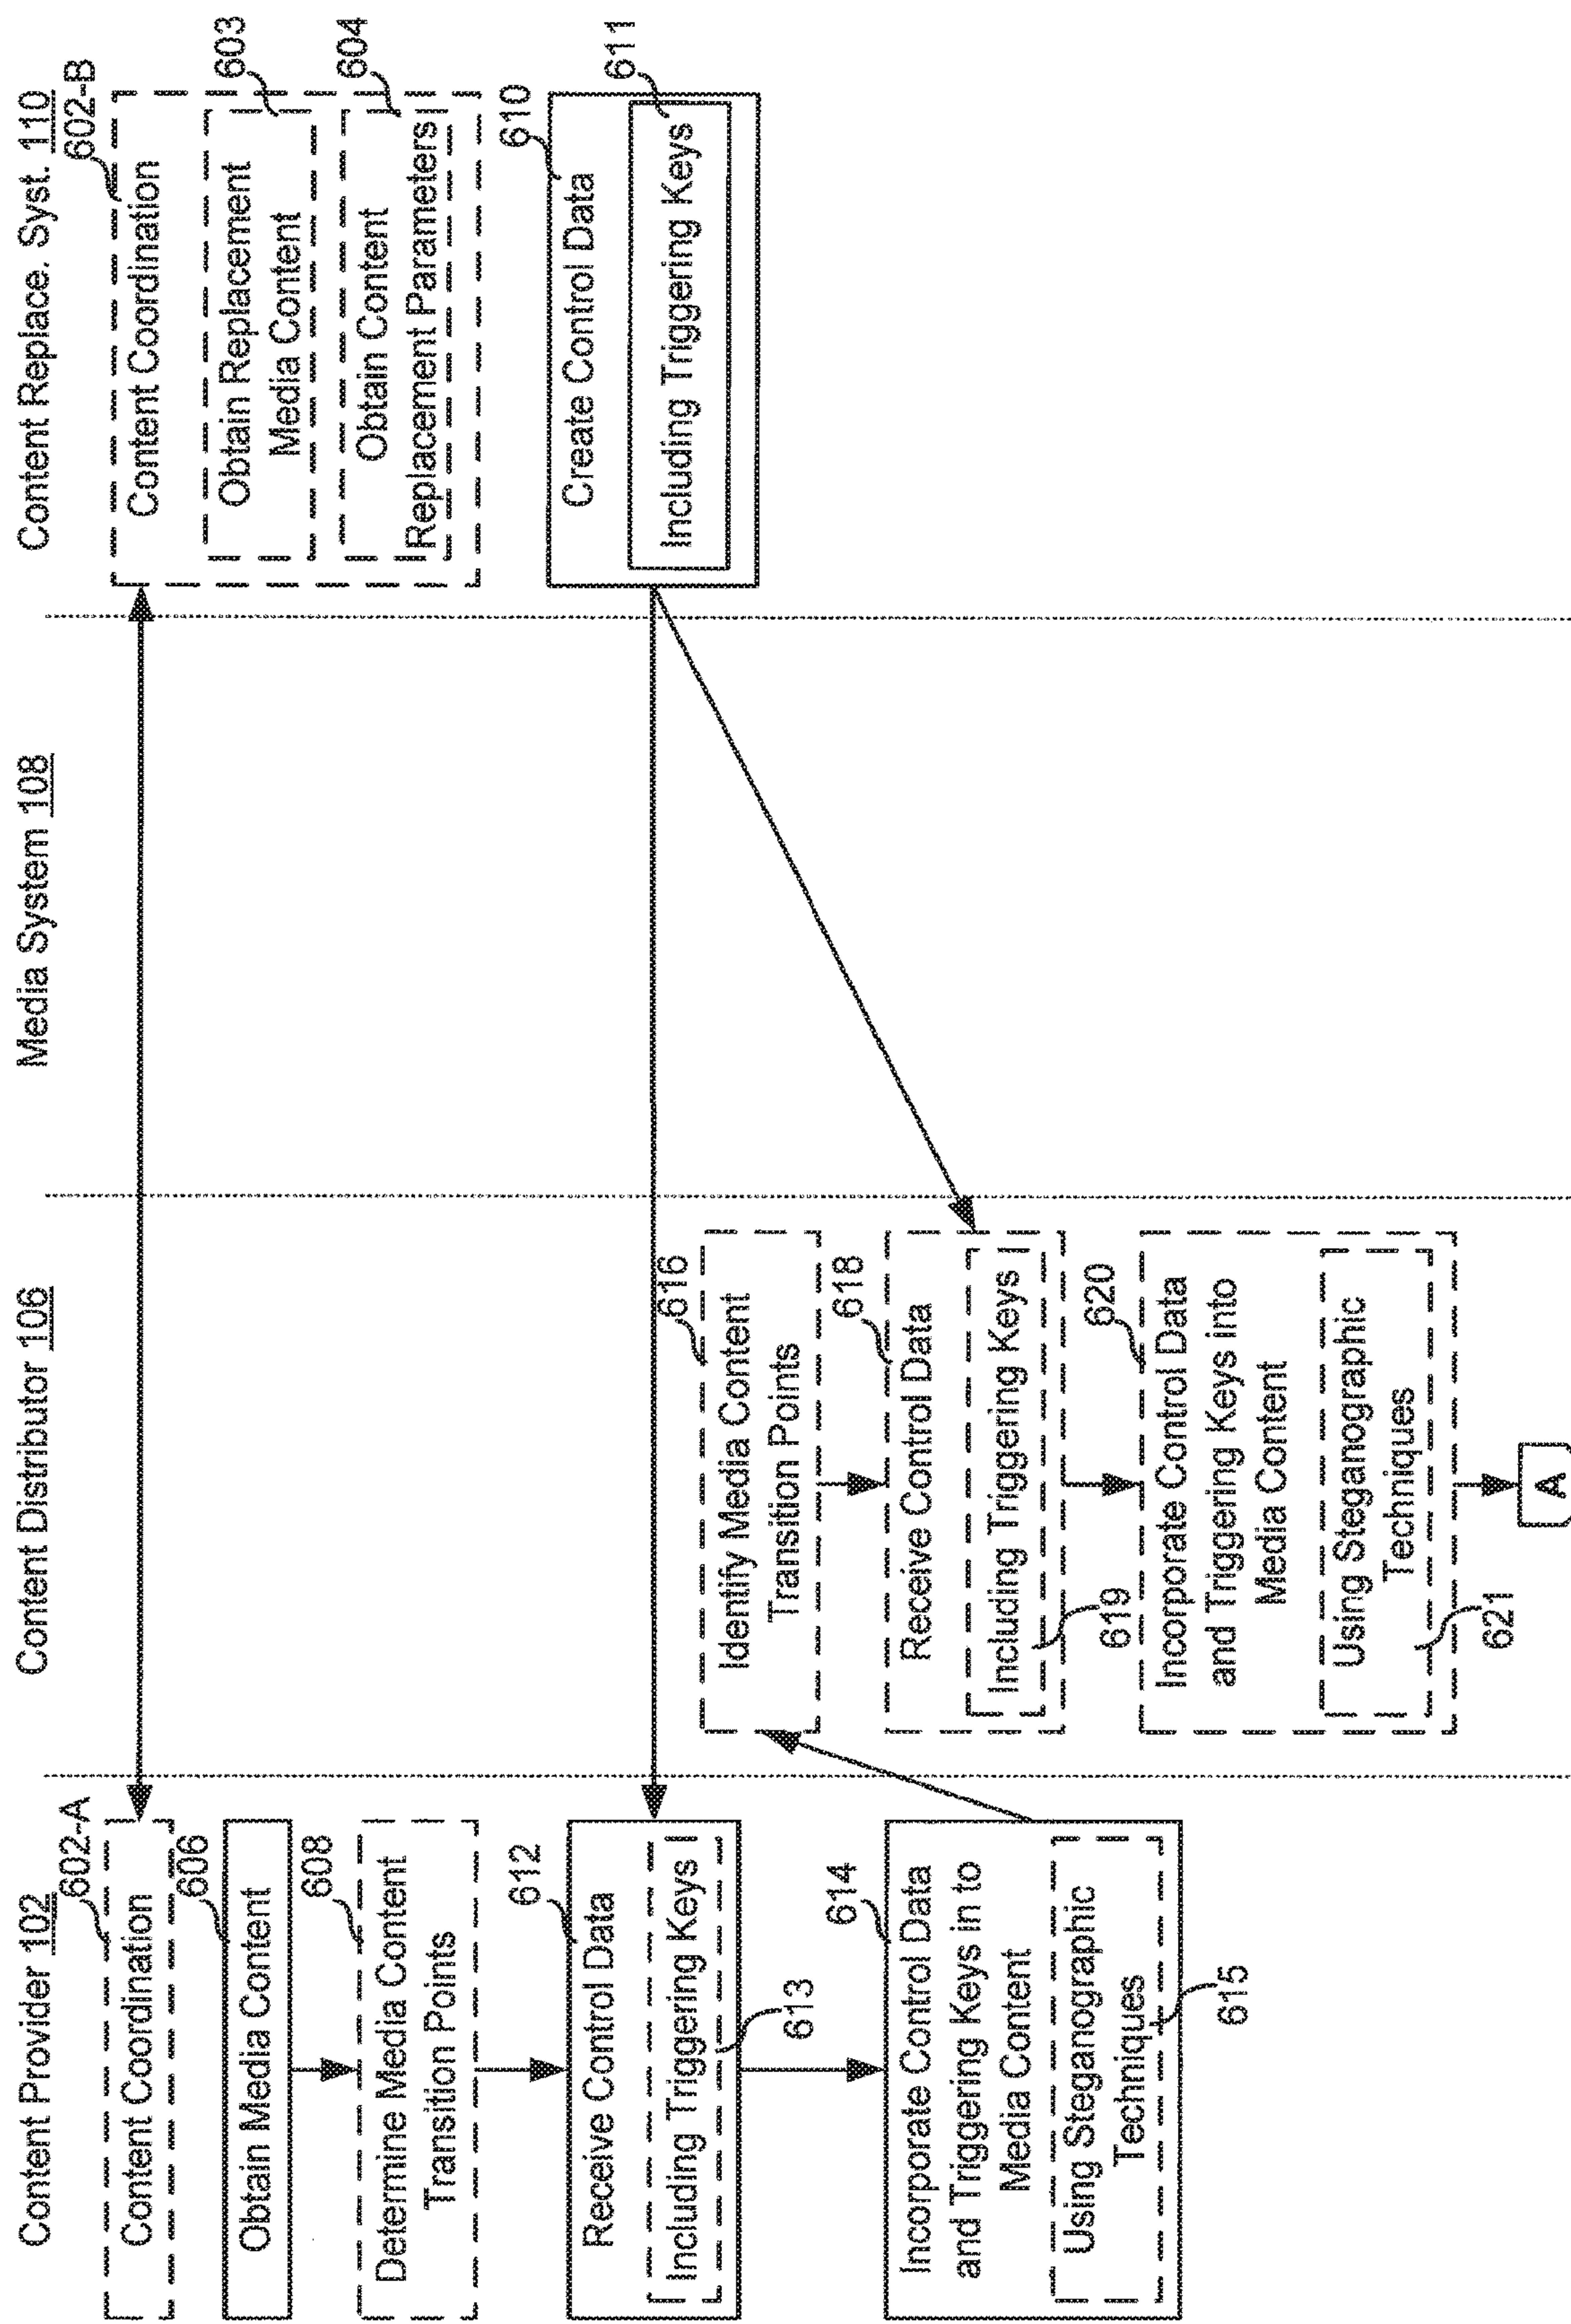 Content Provider 102
Content Distributor 106
Media System 108
Content Replace. Syst. 110
602-A
Content Coordination
606
Obtain Media Content
608
Determine Media Content
Transition Points
612
Receive Control Data
Including Triggering Keys
613
614
Incorporate Control Data
and Triggering Keys in to
Media Content
Using Steganographic
Techniques
615
616
Identify Media Content
Transition Points
618
Receive Control Data
Including Triggering Keys
619
620
Incorporate Control Data
and Triggering Keys into
Media Content
Using Steganographic
Techniques
621
A
602-B
Content Coordination
603
Obtain Replacement
Media Content
604
Obtain Content
Replacement Parameters
610
Create Control Data
611
Including Triggering Keys